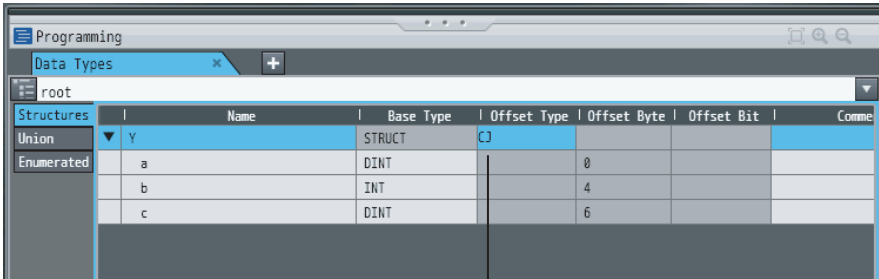 Programming
Data Types × +
root
Structures Name Base Type Offset Type Offset Byte Offset Bit Comme
Union Y STRUCT CJ
Enumerated a DINT 0
b INT 4
c DINT 6